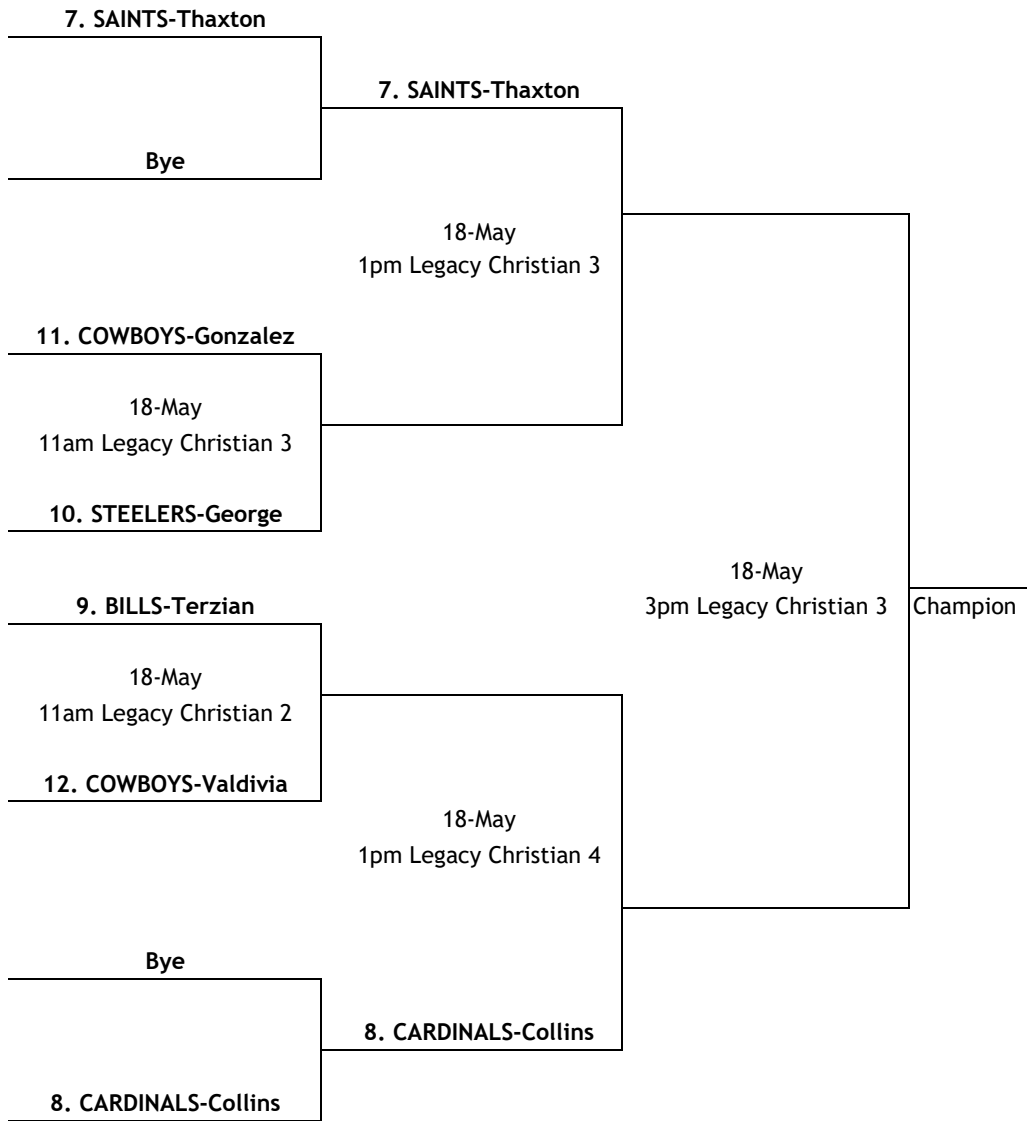 7. SAINTS-Thaxton
7. SAINTS-Thaxton
Bye
18-May
1pm Legacy Christian 3
11. COWBOYS-Gonzalez
18-May
11am Legacy Christian 3
10. STEELERS-George
18-May
3pm Legacy Christian 3
Champion
9. BILLS-Terzian
18-May
11am Legacy Christian 2
12. COWBOYS-Valdivia
18-May
1pm Legacy Christian 4
Bye
8. CARDINALS-Collins
8. CARDINALS-Collins